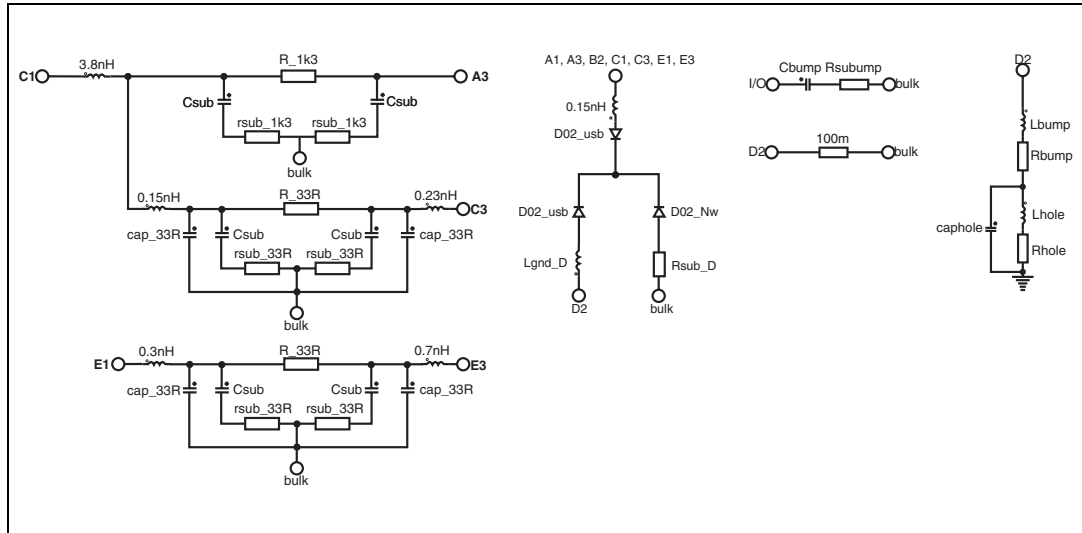 3.8nH
C1
R_1k3
A3
Csub
Csub
rsub_1k3
rsub_1k3
bulk
0.15nH
R_33R
0.23nH
C3
cap_33R
Csub
Csub
cap_33R
rsub_33R
rsub_33R
bulk
0.3nH
R_33R
0.7nH
E1
E3
cap_33R
Csub
Csub
cap_33R
rsub_33R
rsub_33R
bulk
A1, A3, B2, C1, C3, E1, E3
0.15nH
D02_usb
D02_usb
D02_Nw
Lgnd_D
Rsub_D
D2
bulk
Cbump Rsubump
I/O
bulk
100m
D2
bulk
D2
Lbump
Rbump
Lhole
caphole
Rhole